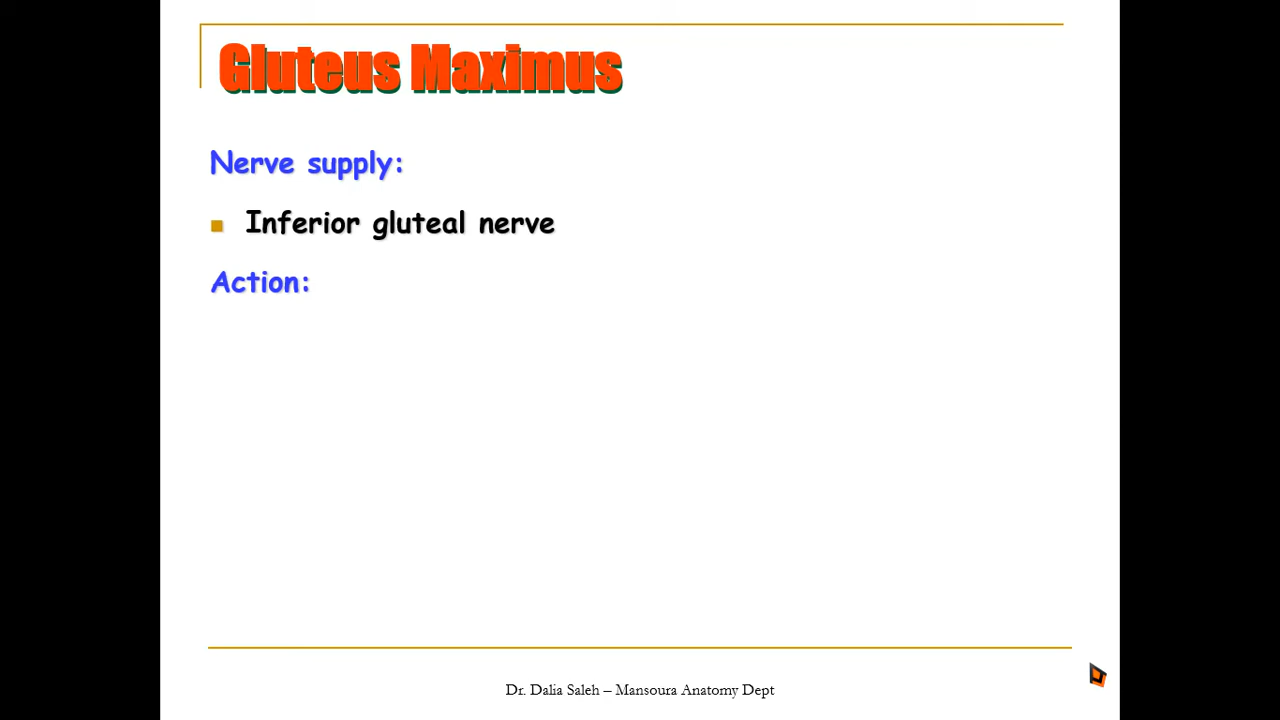 Gluteus Maximus
Nerve supply:
Inferior gluteal nerve
Action:
Dr. Dalia Saleh – Mansoura Anatomy Dept